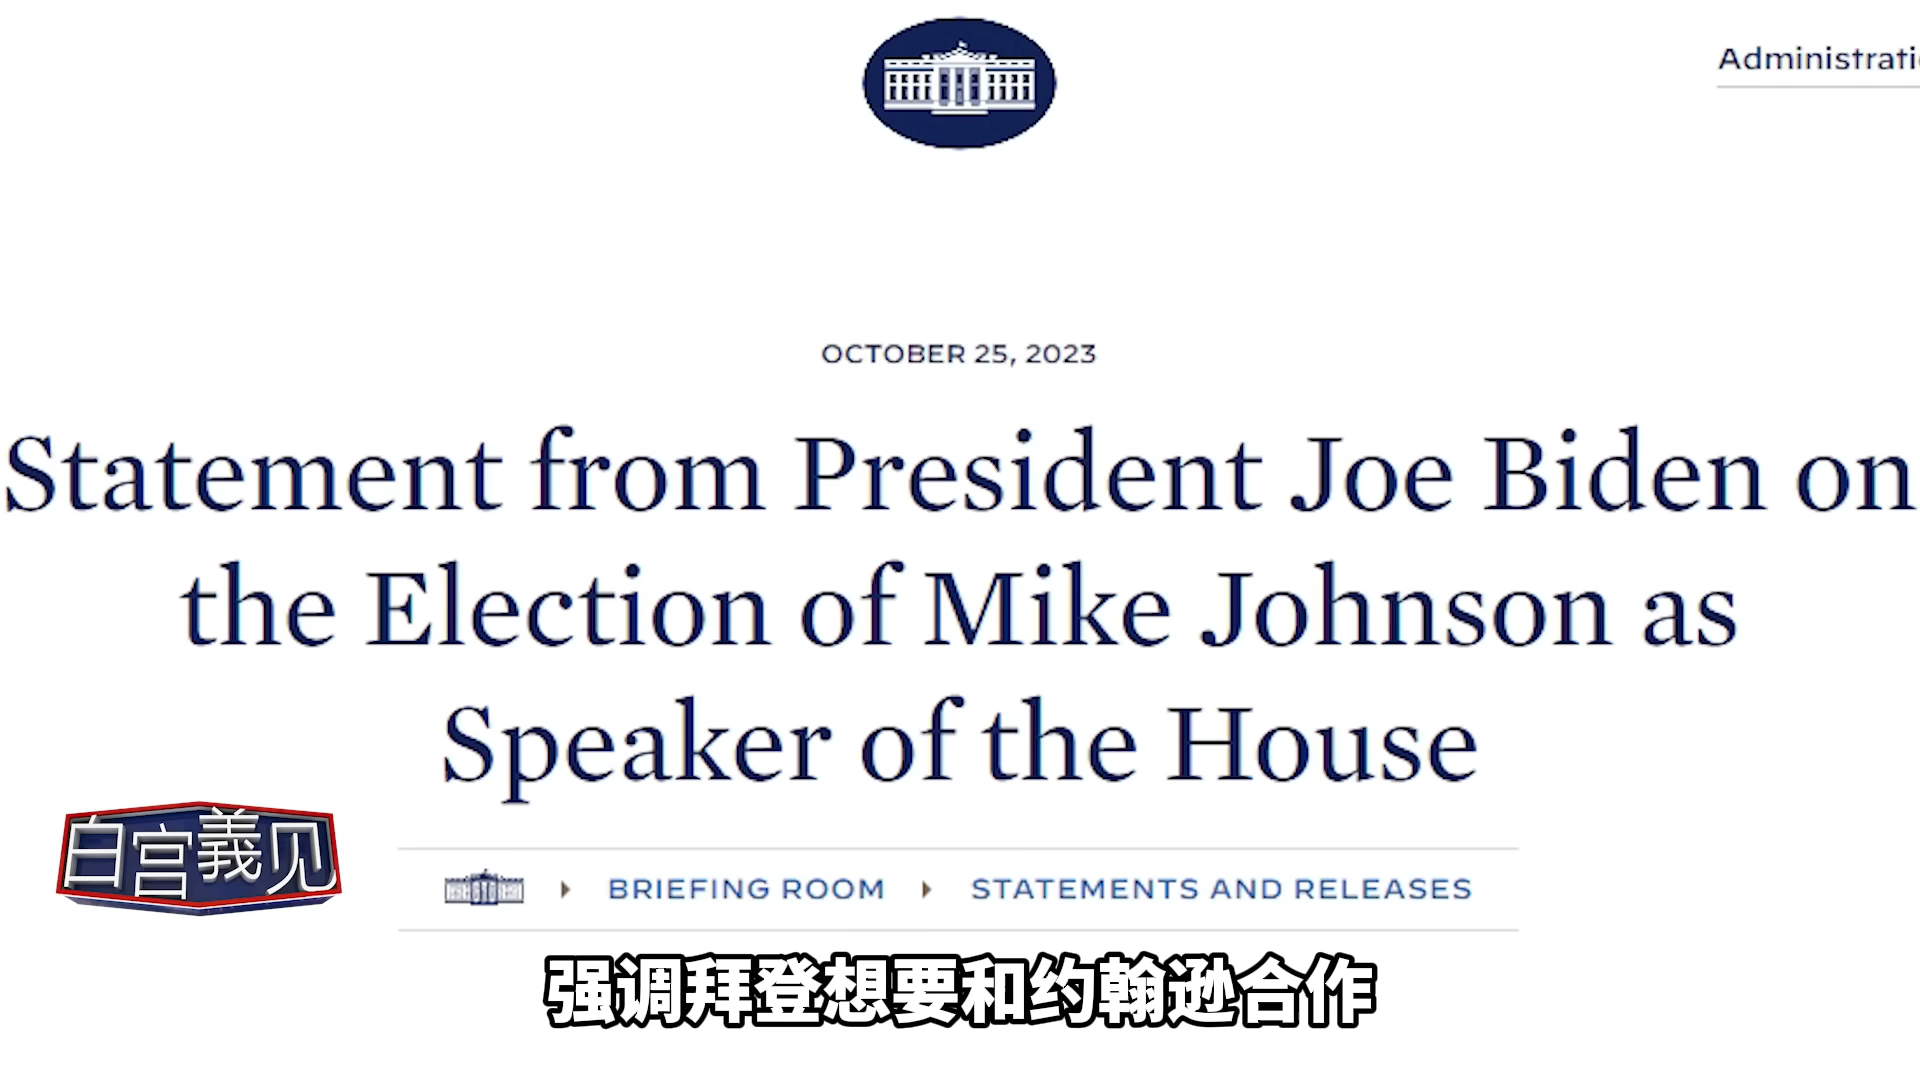 Administrati
OCTOBER 25, 2023
Statement from President Joe Biden on
the Election of Mike Johnson as
Speaker of the House
白宫義见
BRIEFING ROOM
STATEMENTS AND RELEASES
强调拜登想要和约翰逊合作